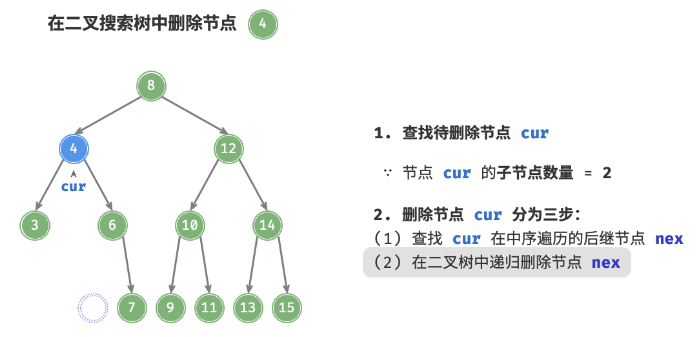 在二叉搜索树中删除节点 4
8
4
12
cur
3
6
10
14
7
9
11
13
15
1. 查找待删除节点 cur
∵ 节点 cur 的子节点数量 = 2
2. 删除节点 cur 分为三步:
(1) 查找 cur 在中序遍历的后继节点 nex
(2) 在二叉树中递归删除节点 nex